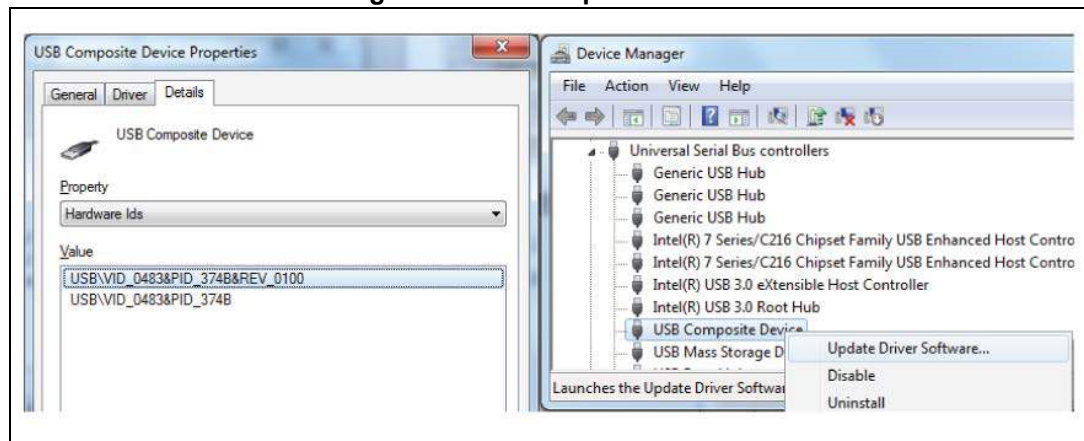 USB Composite Device Properties
General Driver Details
USB Composite Device
Property
Hardware Ids
Value
USB\VID_0483&PID_374B&REV_0100
USB\VID_0483&PID_374B
Device Manager
File Action View Help
Universal Serial Bus controllers
Generic USB Hub
Generic USB Hub
Generic USB Hub
Intel(R) 7 Series/C216 Chipset Family USB Enhanced Host Contro
Intel(R) 7 Series/C216 Chipset Family USB Enhanced Host Contro
Intel(R) USB 3.0 eXtensible Host Controller
Intel(R) USB 3.0 Root Hub
USB Composite Device
USB Mass Storage D
Update Driver Software...
Disable
Uninstall
Launches the Update Driver Softwa